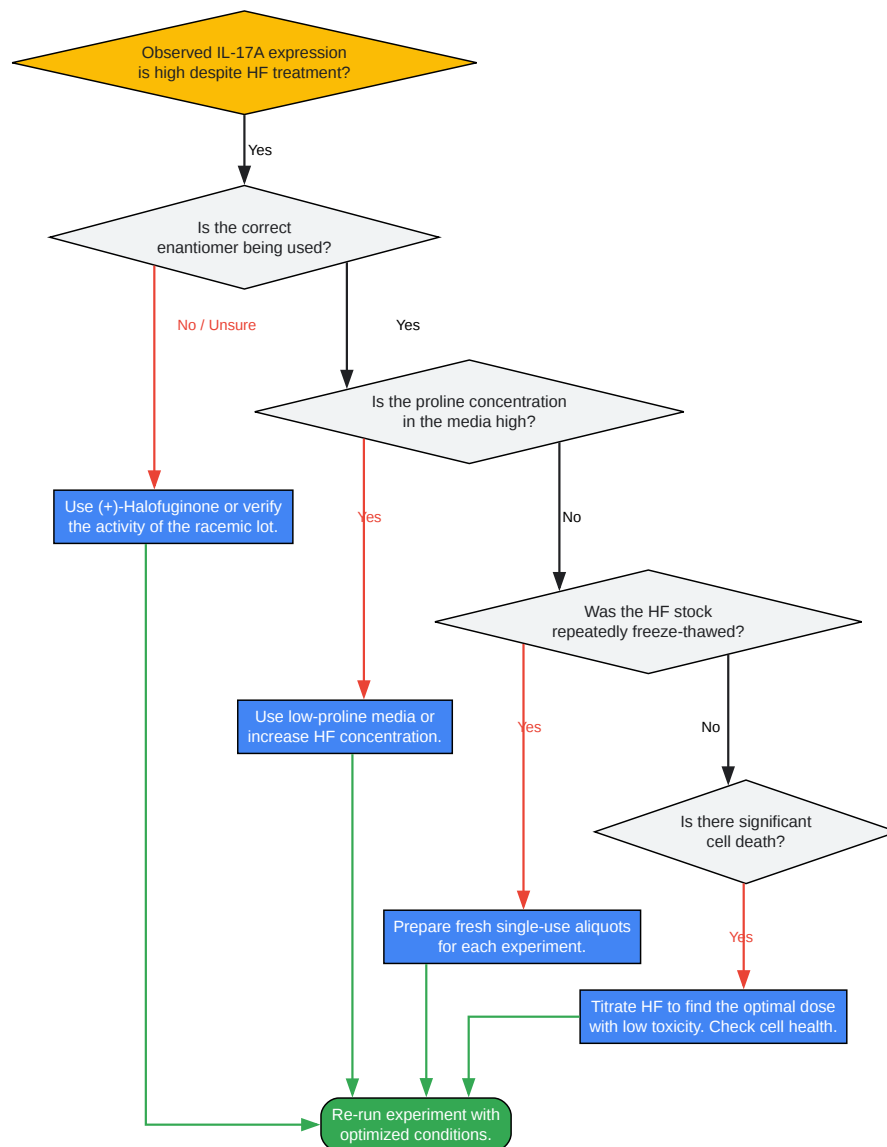 Observed IL-17A expression
is high despite HF treatment?
Yes
Is the correct
enantiomer being used?
No / Unsure
Yes
Is the proline concentration
in the media high?
Use (+)-Halofuginone or verify
the activity of the racemic lot.
Yes
No
Was the HF stock
repeatedly freeze-thawed?
Use low-proline media or
increase HF concentration.
Yes
No
Is there significant
cell death?
Prepare fresh single-use aliquots
for each experiment.
Yes
Titrate HF to find the optimal dose
with low toxicity. Check cell health.
Re-run experiment with
optimized conditions.